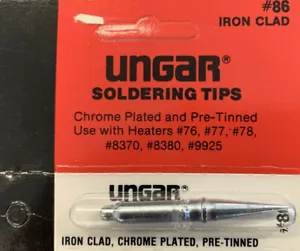 #86
IRON CLAD
UNGAR®
SOLDERING TIPS
Chrome Plated and Pre-Tinned
Use with Heaters #76, #77, #78,
#8370, #8380, #9925
UNGAR®
IRON CLAD, CHROME PLATED, PRE-TINNED